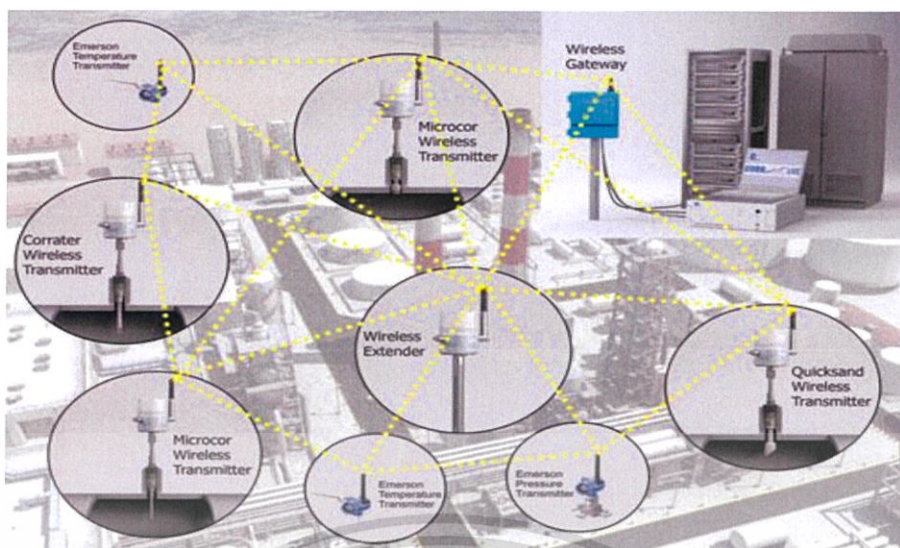 Emerson
Temperature
Transmitter
Wireless
Gateway
Microcor
Wireless
Transmitter
Corrater
Wireless
Transmitter
Wireless
Extender
Quicksand
Wireless
Transmitter
Microcor
Wireless
Transmitter
Emerson
Temperature
Transmitter
Emerson
Pressure
Transmitter